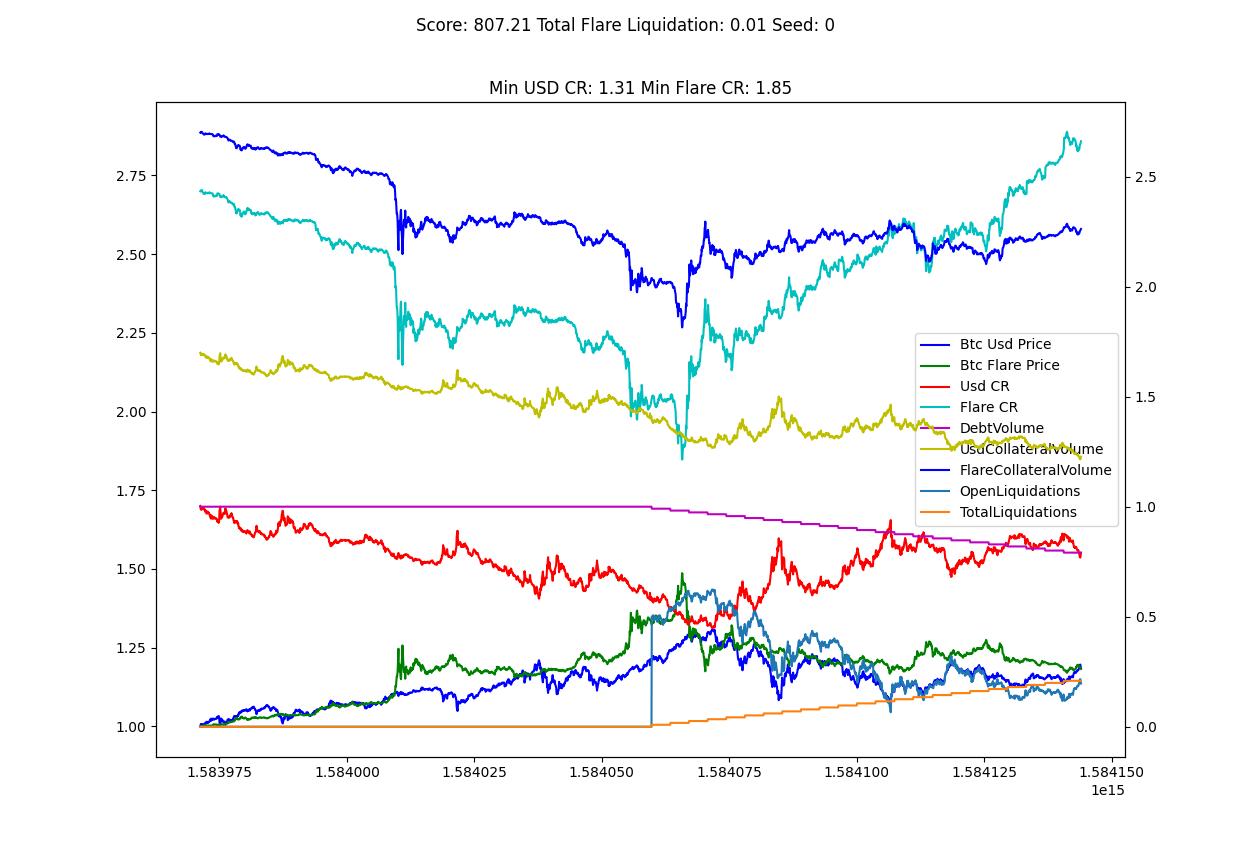 Score: 807.21 Total Flare Liquidation: 0.01 Seed: 0
Min USD CR: 1.31 Min Flare CR: 1.85
2.75
2.50
2.25
2.00
1.75
1.50
1.25
1.00
2.5
2.0
1.5
1.0
0.5
0.0
Btc Usd Price
Btc Flare Price
Usd CR
Flare CR
DebtVolume
UsdCollateralVolume
FlareCollateralVolume
OpenLiquidations
TotalLiquidations
1.583975 1.584000 1.584025 1.584050 1.584075 1.584100 1.584125 1.584150
1e15